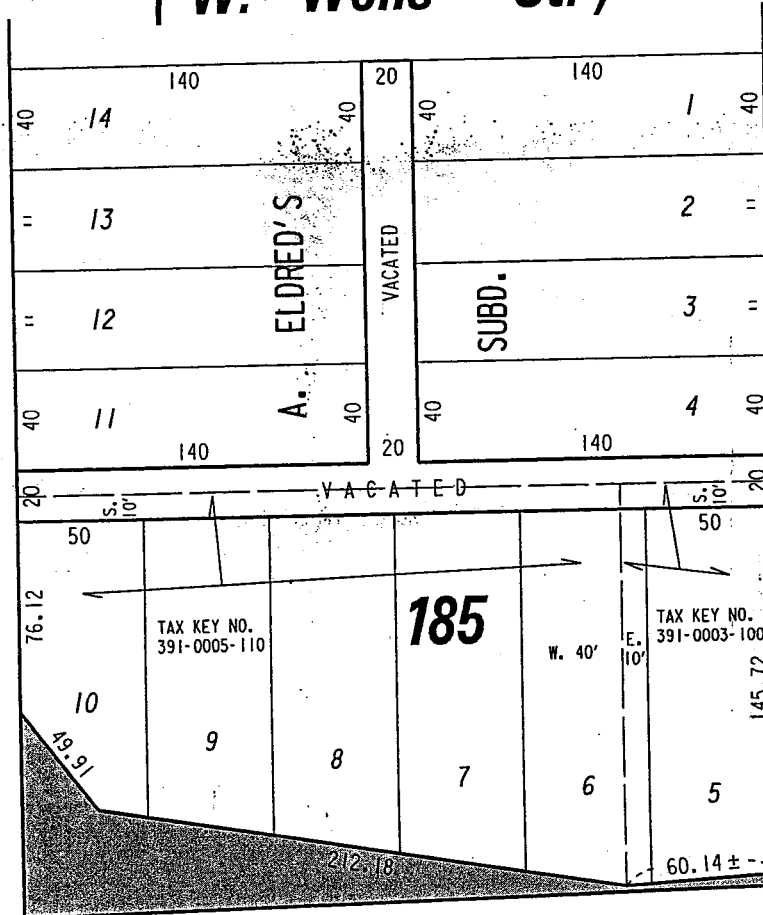 W. Wells
140 20 140
40 14 40 40 1 40
= 13 2 =
A. ELDRED'S
VACATED
SUBD.
= 12 3 =
40 11 40 40 4 40
140 20 140
20 S. 10' VACATED S. 10' 20
50 50
76.12
TAX KEY NO.
391-0005-110
185
W. 40'
E.
10'
TAX KEY NO.
391-0003-100
145.72
10 9 8 7 6 5
49.91
212.18
60.14 ±